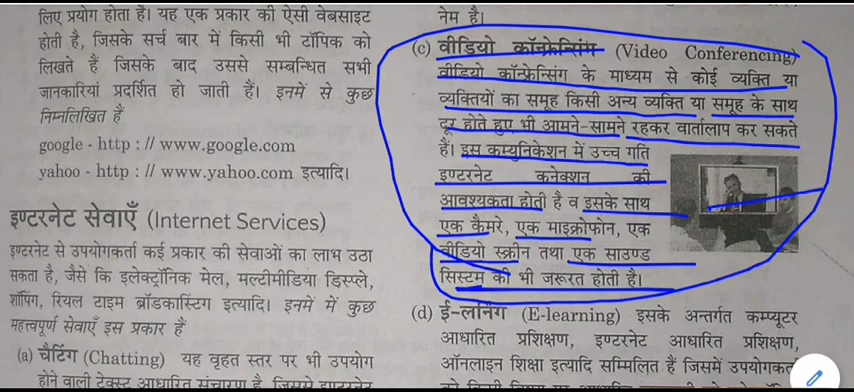 लिए प्रयोग होता है। यह एक प्रकार की ऐसी वेबसाइट
होती है, जिसके सर्च बार में किसी भी टॉपिक को
लिखते हैं जिसके बाद उससे सम्बन्धित सभी
जानकारियां प्रदर्शित हो जाती हैं। इनमें से कुछ
निम्नलिखित हैं
google - http : // www.google.com
yahoo - http : // www.yahoo.com इत्यादि।
इण्टरनेट सेवाएँ (Internet Services)
इण्टरनेट से उपयोगकर्ता कई प्रकार की सेवाओं का लाभ उठा
सकता है, जैसे कि इलेक्ट्रॉनिक मेल, मल्टीमीडिया डिस्प्ले,
शॉपिंग, रियल टाइम ब्रॉडकास्टिंग इत्यादि। इनमें में कुछ
महत्त्वपूर्ण सेवाएँ इस प्रकार हैं
(a) चैटिंग (Chatting) यह वृहत स्तर पर भी उपयोग
होने वाली टेक्स्ट आधारित संचारण है, जिससे इण्टरनेट
नेम है।
(c) वीडियो कॉन्फ्रेन्सिंग (Video Conferencing)
वीडियो कॉन्फ्रेन्सिंग के माध्यम से कोई व्यक्ति या
व्यक्तियों का समूह किसी अन्य व्यक्ति या समूह के साथ
दूर होते हुए भी आमने-सामने रहकर वार्तालाप कर सकते
हैं। इस कम्युनिकेशन में उच्च गति
इण्टरनेट कनेक्शन की
आवश्यकता होती है व इसके साथ
एक कैमरे, एक माइक्रोफोन, एक
वीडियो स्क्रीन तथा एक साउण्ड
सिस्टम की भी जरूरत होती है।
(d) ई-लर्निंग (E-learning) इसके अन्तर्गत कम्प्यूटर
आधारित प्रशिक्षण, इण्टरनेट आधारित प्रशिक्षण,
ऑनलाइन शिक्षा इत्यादि सम्मिलित हैं जिसमें उपयोगकर्ता